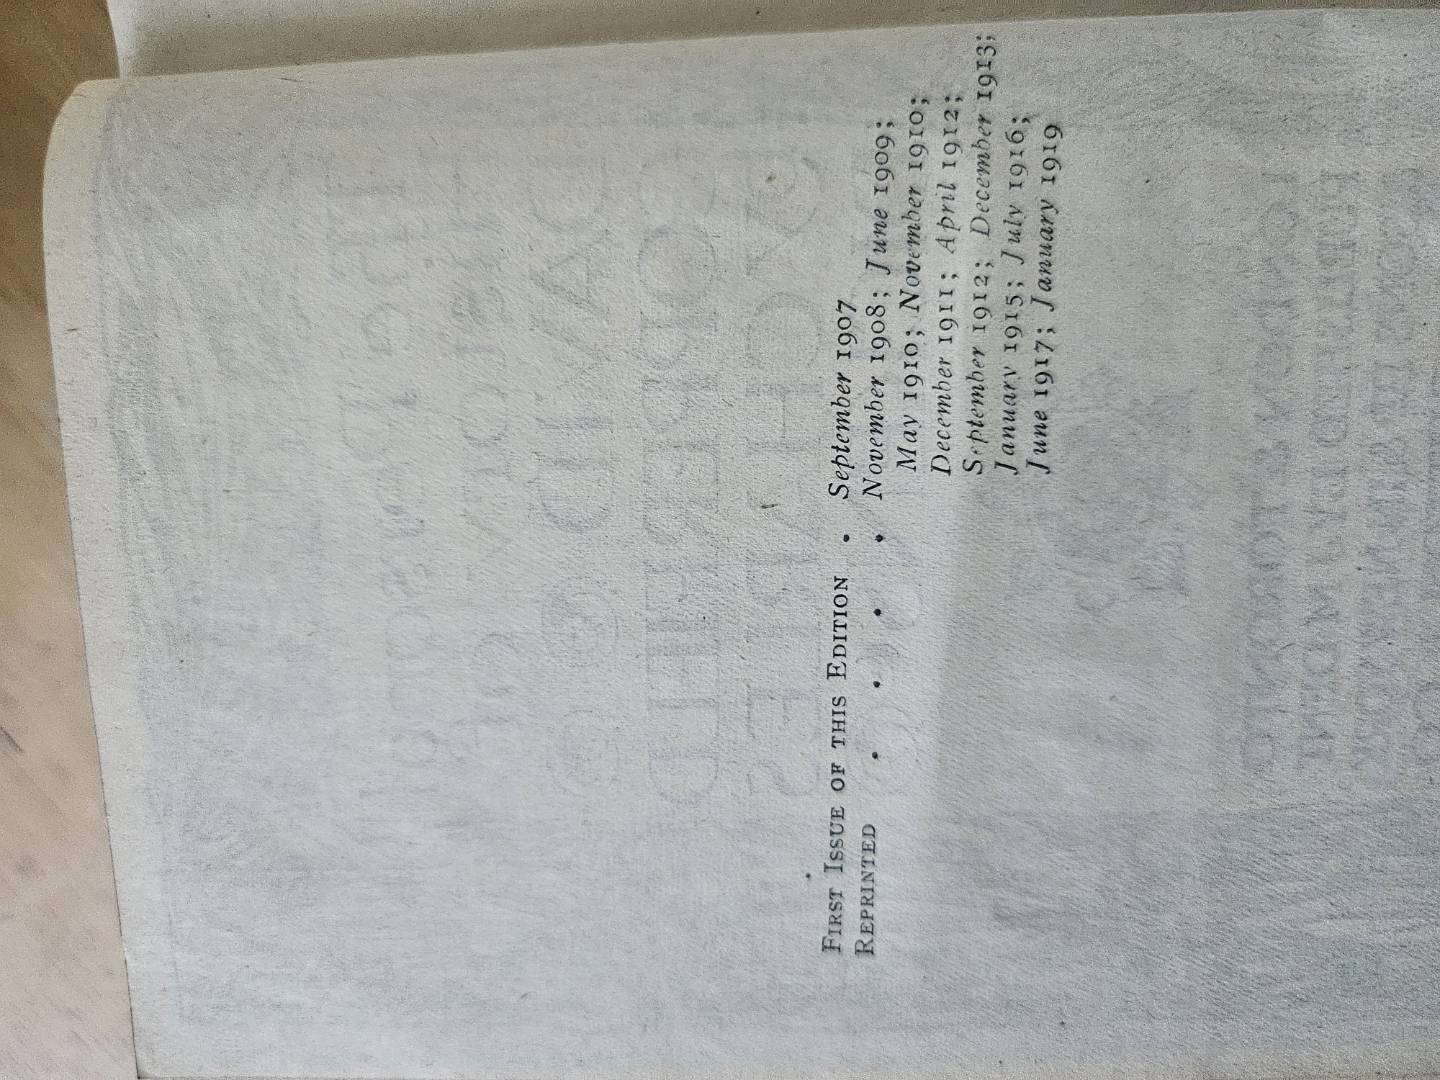 FIRST ISSUE OF THIS EDITION . September 1907
REPRINTED . . . . November 1908; June 1909;
May 1910; November 1910;
December 1911; April 1912;
September 1912; December 1913;
January 1915; July 1916;
June 1917; January 1919